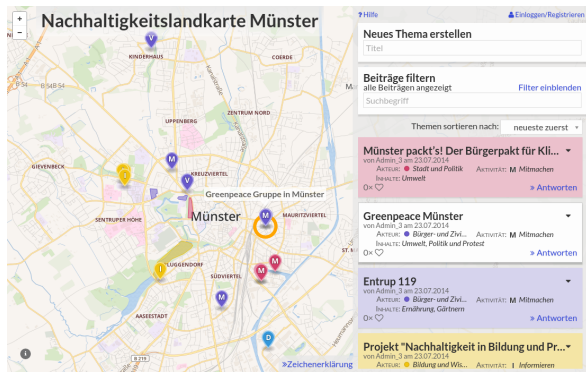 +
−
Nachhaltigkeitslandkarte Münster
V
KINDERHAUS
COERDE
B 54
B 54
Kanalstraße
UPPENBERG
ZENTRUM NORD
GIEVENBECK
M
KREUZVIERTEL
V
Greenpeace Gruppe in Münster
SENTRUPER HÖHE
Münster
M
MAURITZVIERTEL
ST. M
M
M
I
PLUGGENDORF
SÜDVIERTEL
M
AASEESTADT
D
B 219
»Zeichenerklärung
? Hilfe
Einloggen/Registrieren
Neues Thema erstellen
Titel
Beiträge filtern
alle Beiträgen angezeigt
Filter einblenden
Suchbegriff
Themen sortieren nach: neueste zuerst
Münster packt's! Der Bürgerpakt für Kli...
von Admin_3 am 23.07.2014
Akteur: Stadt und Politik Aktivität: M Mitmachen
Inhalte: Umwelt
0× » Antworten
Greenpeace Münster
von Admin_3 am 23.07.2014
Akteur: Bürger- und Zivi... Aktivität: M Mitmachen
Inhalte: Umwelt, Politik und Protest
0× » Antworten
Entrup 119
von Admin_3 am 23.07.2014
Akteur: Bürger- und Zivi... Aktivität: M Mitmachen
Inhalte: Ernährung, Gärtnern
0× » Antworten
Projekt "Nachhaltigkeit in Bildung und Pr...
von Admin_3 am 23.07.2014
Akteur: Bildung und Wis... Aktivität: I Informieren